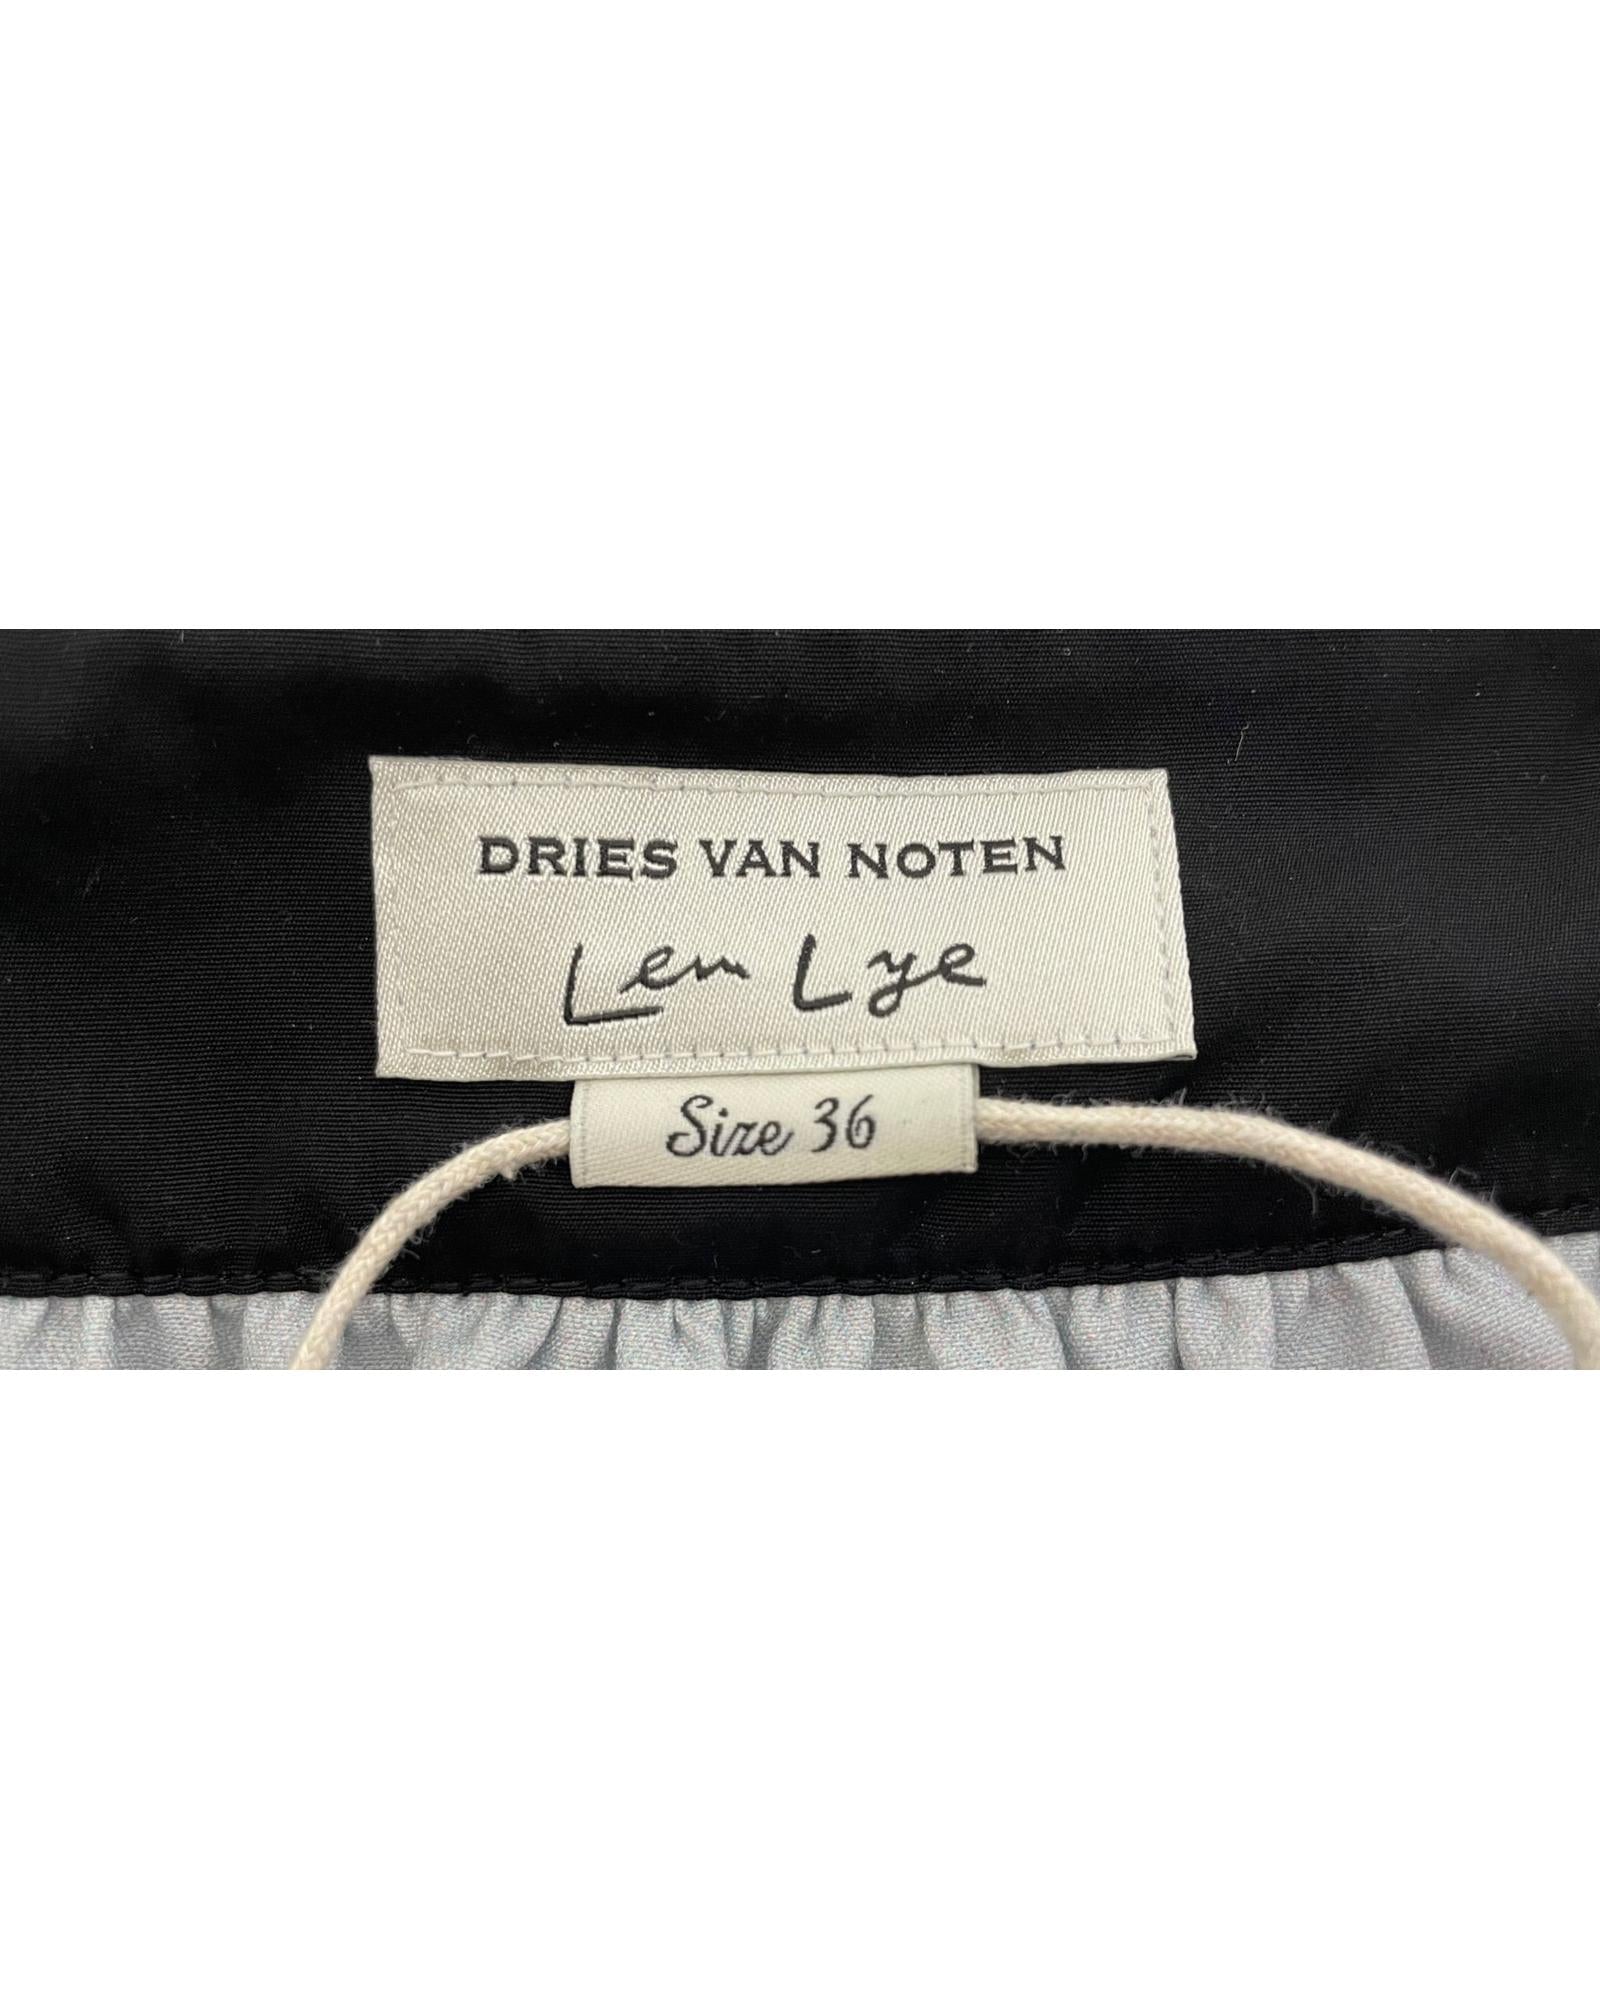 DRIES VAN NOTEN
Len Lye
Size 36